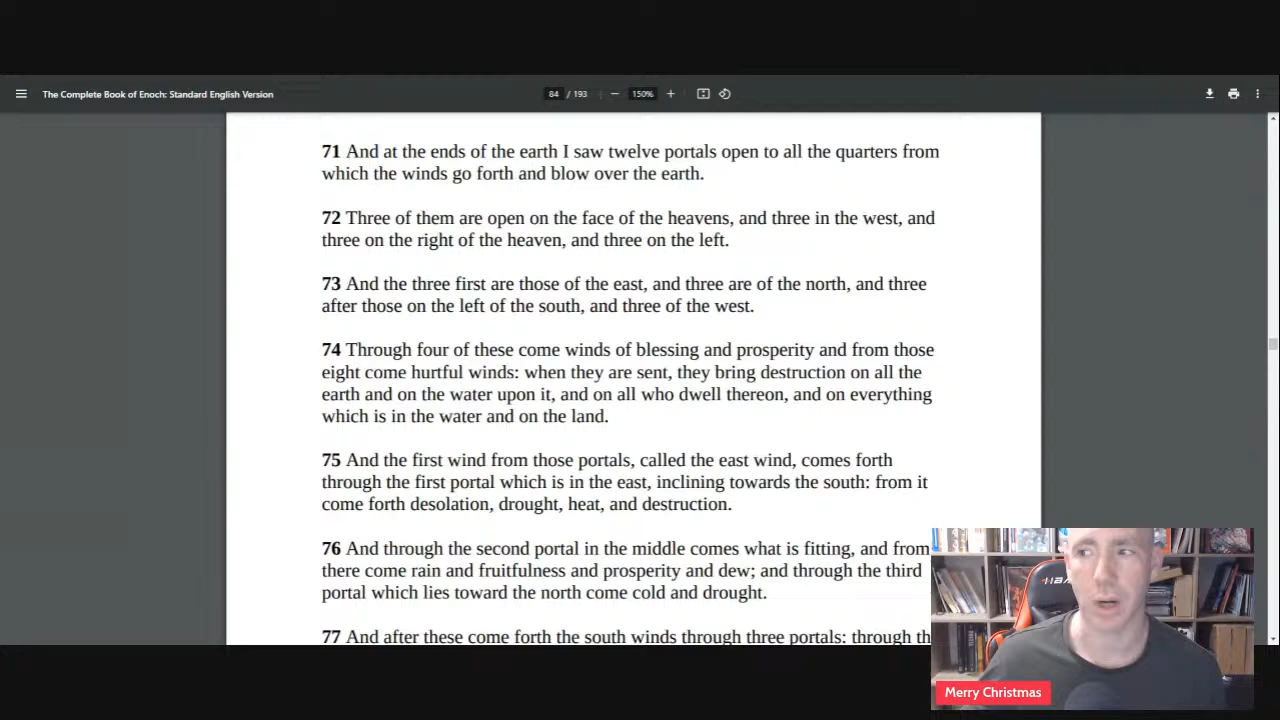 The Complete Book of Enoch: Standard English Version
84 / 193
150%
71 And at the ends of the earth I saw twelve portals open to all the quarters from
which the winds go forth and blow over the earth.
72 Three of them are open on the face of the heavens, and three in the west, and
three on the right of the heaven, and three on the left.
73 And the three first are those of the east, and three are of the north, and three
after those on the left of the south, and three of the west.
74 Through four of these come winds of blessing and prosperity and from those
eight come hurtful winds: when they are sent, they bring destruction on all the
earth and on the water upon it, and on all who dwell thereon, and on everything
which is in the water and on the land.
75 And the first wind from those portals, called the east wind, comes forth
through the first portal which is in the east, inclining towards the south: from it
come forth desolation, drought, heat, and destruction.
76 And through the second portal in the middle comes what is fitting, and from
there come rain and fruitfulness and prosperity and dew; and through the third
portal which lies toward the north come cold and drought.
77 And after these come forth the south winds through three portals: through th
Merry Christmas